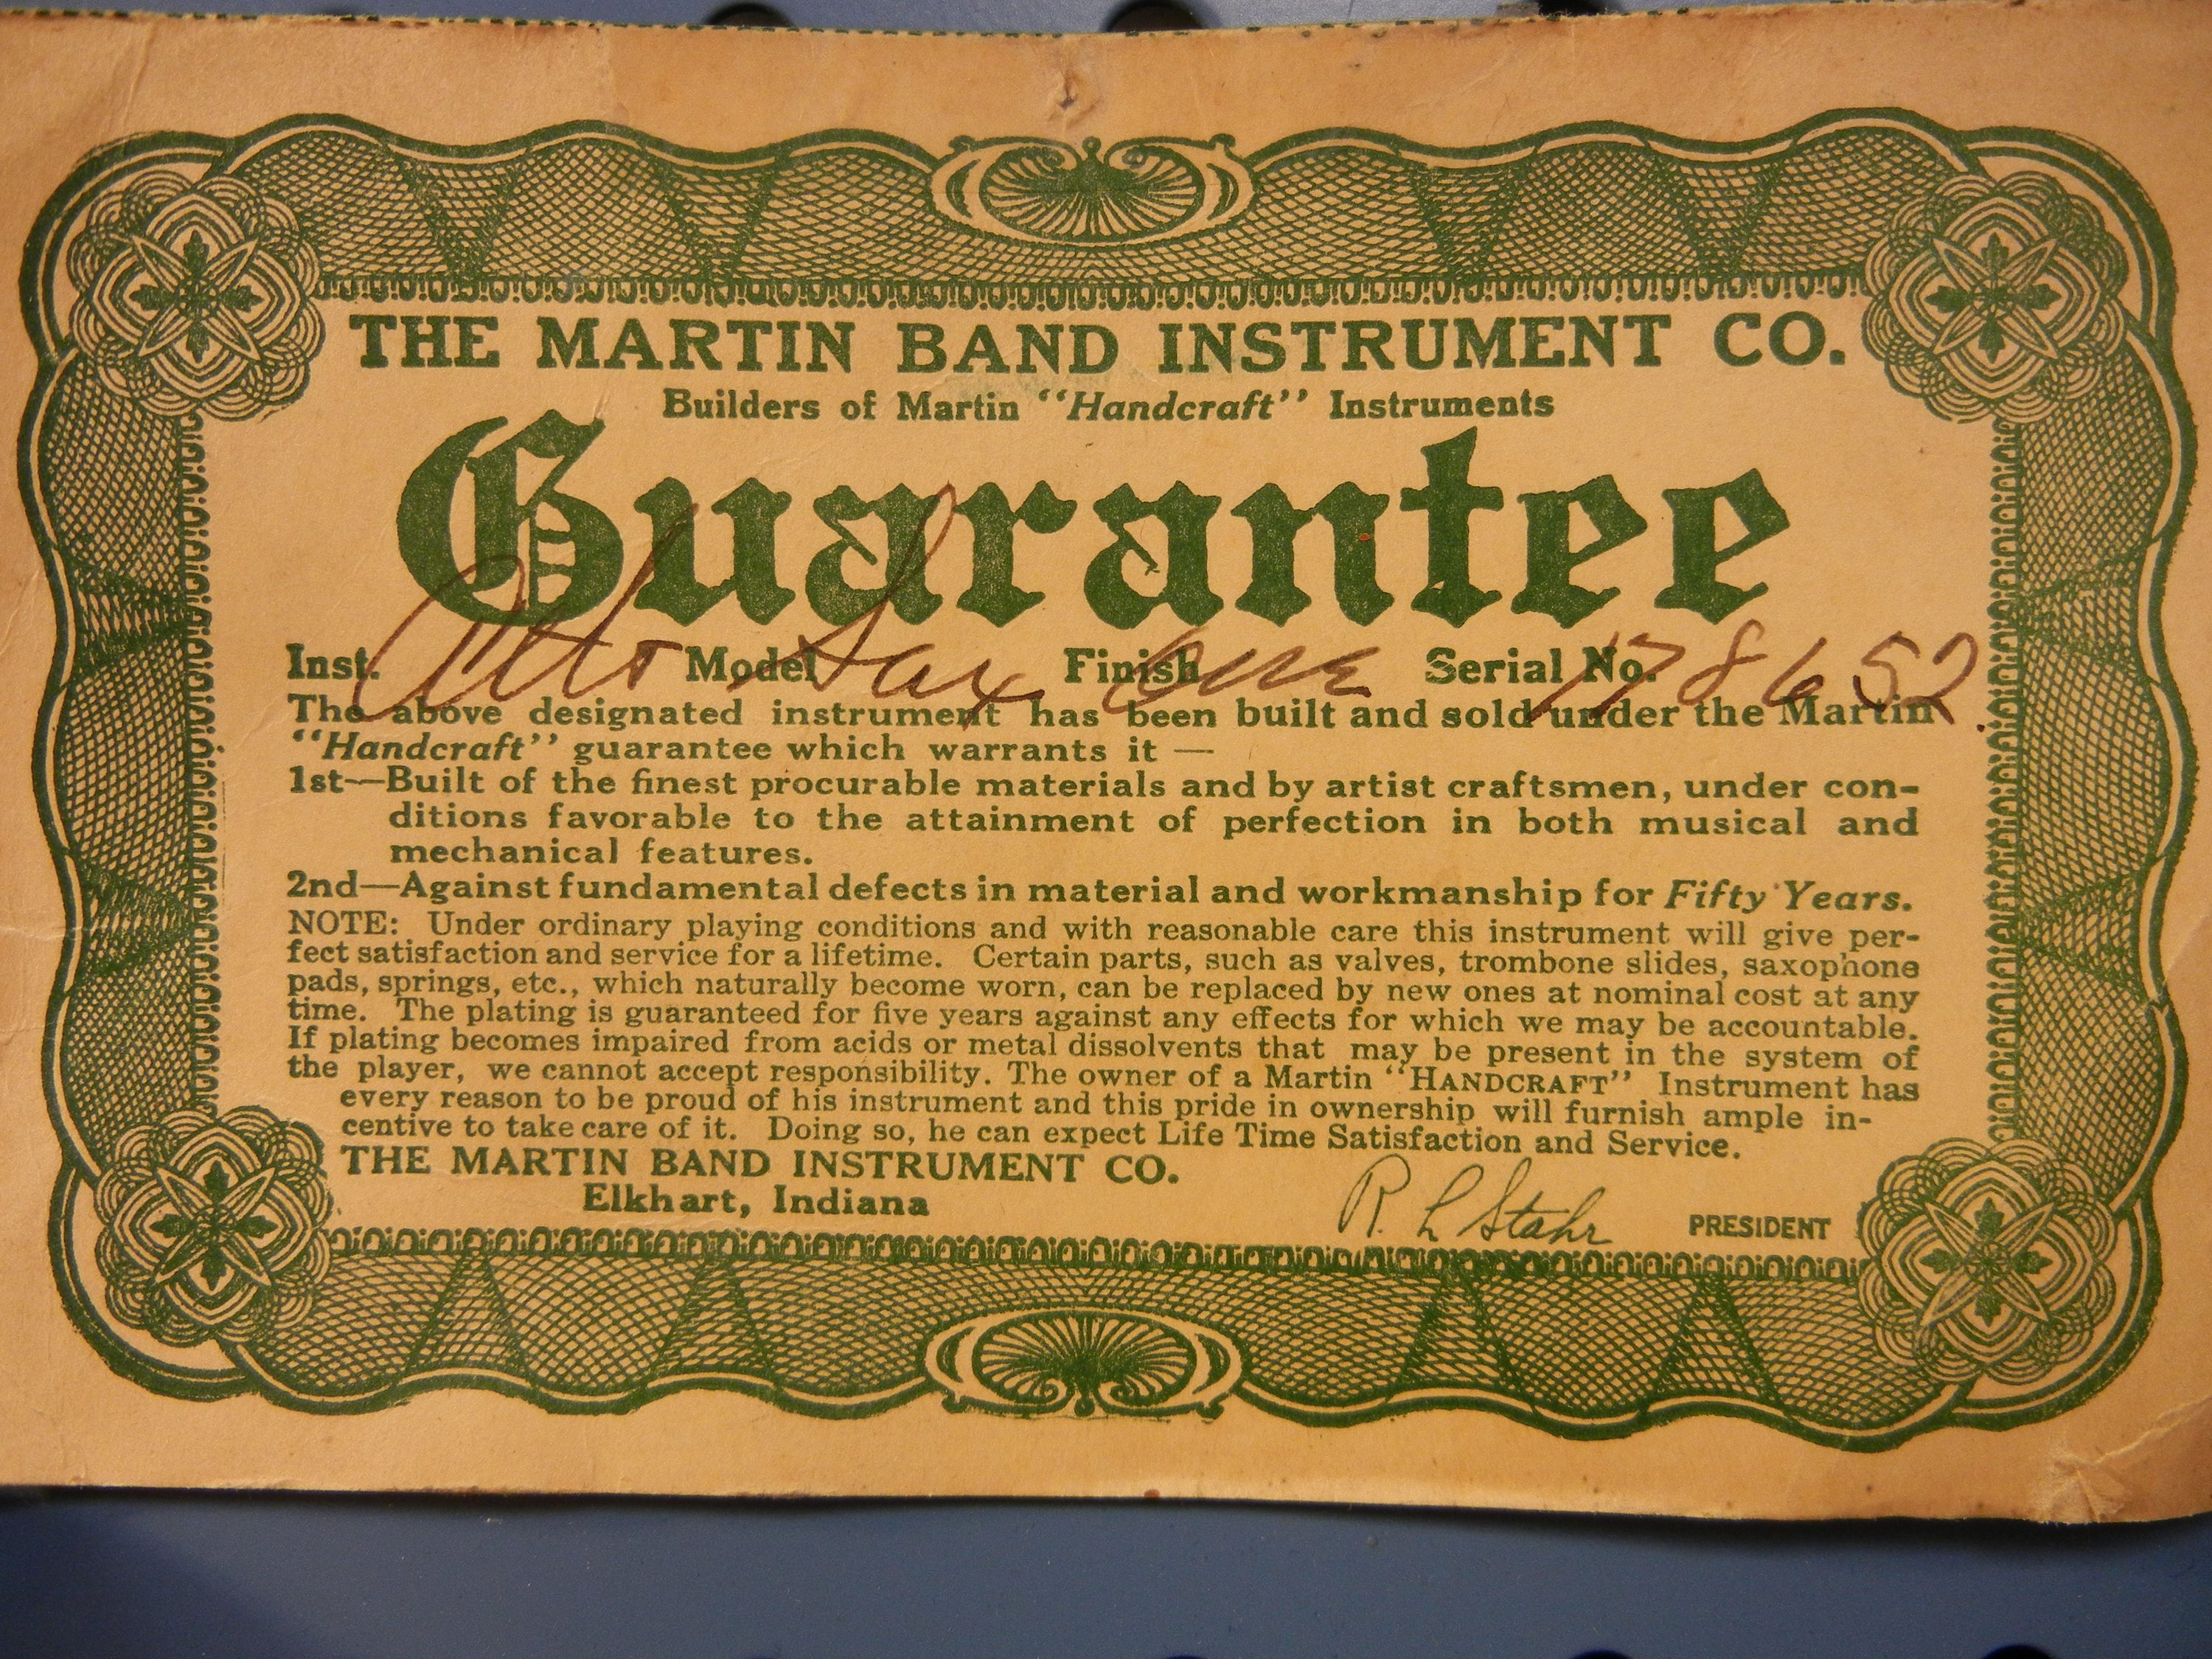 THE MARTIN BAND INSTRUMENT CO.
Builders of Martin "Handcraft" Instruments
Guarantee
Inst. Alto Model Sax Finish Serial No. 178652
The above designated instrument has been built and sold under the Martin
"Handcraft" guarantee which warrants it —
1st—Built of the finest procurable materials and by artist craftsmen, under con-
ditions favorable to the attainment of perfection in both musical and
mechanical features.
2nd—Against fundamental defects in material and workmanship for Fifty Years.
NOTE: Under ordinary playing conditions and with reasonable care this instrument will give per-
fect satisfaction and service for a lifetime. Certain parts, such as valves, trombone slides, saxophone
pads, springs, etc., which naturally become worn, can be replaced by new ones at nominal cost at any
time. The plating is guaranteed for five years against any effects for which we may be accountable.
If plating becomes impaired from acids or metal dissolvents that may be present in the system of
the player, we cannot accept responsibility. The owner of a Martin "HANDCRAFT" Instrument has
every reason to be proud of his instrument and this pride in ownership will furnish ample in-
centive to take care of it. Doing so, he can expect Life Time Satisfaction and Service.
THE MARTIN BAND INSTRUMENT CO.
Elkhart, Indiana
R. L Stahr PRESIDENT